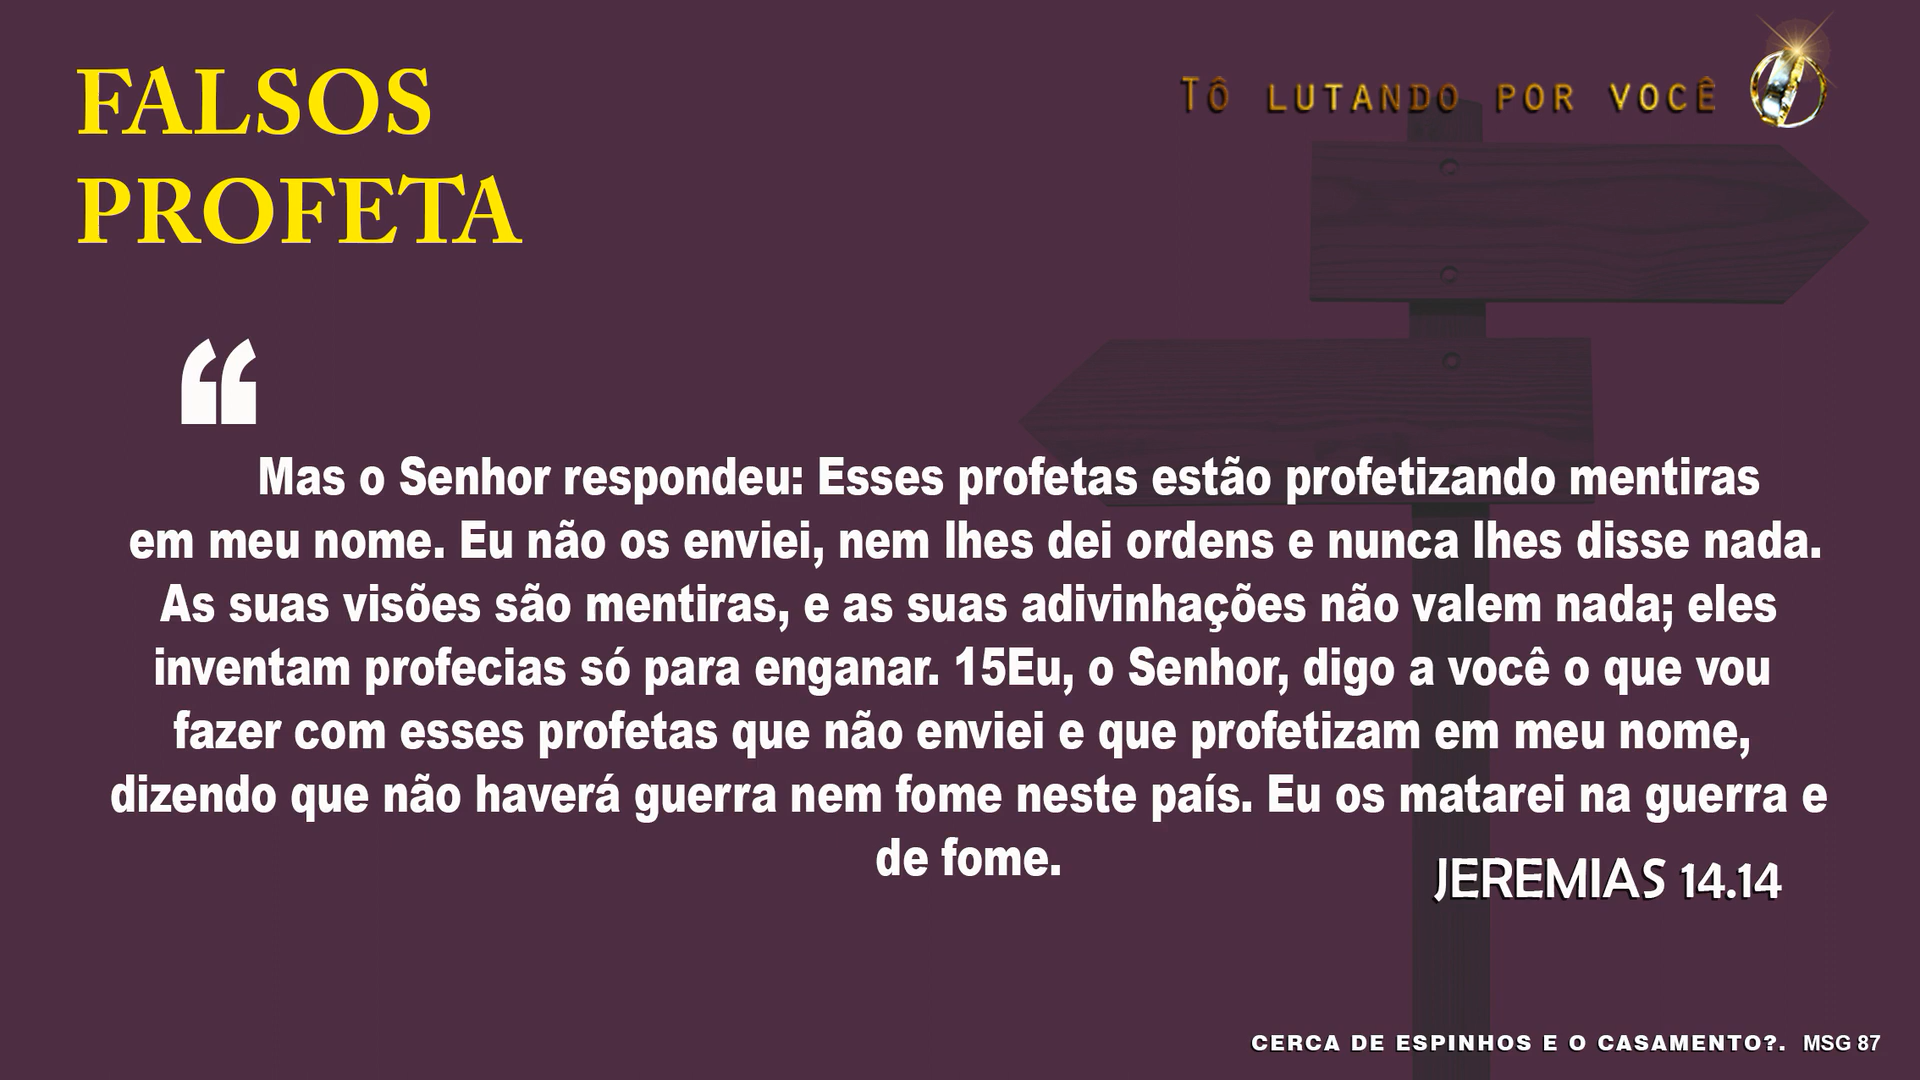 FALSOS
PROFETA
TÔ LUTANDO POR VOCÊ
“
Mas o Senhor respondeu: Esses profetas estão profetizando mentiras
em meu nome. Eu não os enviei, nem lhes dei ordens e nunca lhes disse nada.
As suas visões são mentiras, e as suas adivinhações não valem nada; eles
inventam profecias só para enganar. 15Eu, o Senhor, digo a você o que vou
fazer com esses profetas que não enviei e que profetizam em meu nome,
dizendo que não haverá guerra nem fome neste país. Eu os matarei na guerra e
de fome.
JEREMIAS 14.14
CERCA DE ESPINHOS E O CASAMENTO?. MSG 87